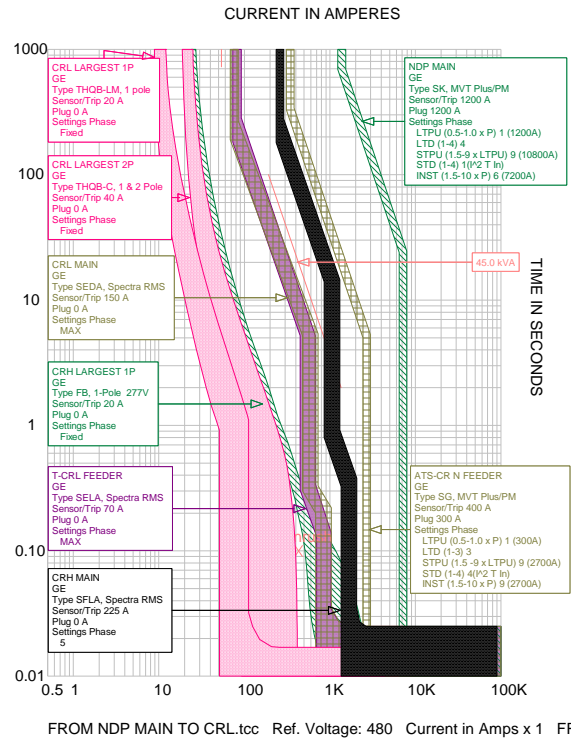 CURRENT IN AMPERES
1000
100
10
1
0.10
0.01
CRL LARGEST 1P
GE
Type THQB-LM, 1 pole
Sensor/Trip 20 A
Plug 0 A
Settings Phase
Fixed
CRL LARGEST 2P
GE
Type THQB-C, 1 & 2 Pole
Sensor/Trip 40 A
Plug 0 A
Settings Phase
Fixed
CRL MAIN
GE
Type SEDA, Spectra RMS
Sensor/Trip 150 A
Plug 0 A
Settings Phase
MAX
CRH LARGEST 1P
GE
Type FB, 1-Pole 277V
Sensor/Trip 20 A
Plug 0 A
Settings Phase
Fixed
T-CRL FEEDER
GE
Type SELA, Spectra RMS
Sensor/Trip 70 A
Plug 0 A
Settings Phase
MAX
CRH MAIN
GE
Type SFLA, Spectra RMS
Sensor/Trip 225 A
Plug 0 A
Settings Phase
5
NDP MAIN
GE
Type SK, MVT Plus/PM
Sensor/Trip 1200 A
Plug 1200 A
Settings Phase
LTPU (0.5-1.0 x P) 1 (1200A)
LTD (1-4) 4
STPU (1.5-9 x LTPU) 9 (10800A)
STD (1-4) 1(I^2 T In)
INST (1.5-10 x P) 6 (7200A)
45.0 kVA
TIME IN SECONDS
ATS-CR N FEEDER
GE
Type SG, MVT Plus/PM
Sensor/Trip 400 A
Plug 300 A
Settings Phase
LTPU (0.5-1.0 x P) 1 (300A)
LTD (1-3) 3
STPU (1.5 -9 x LTPU) 9 (2700A)
STD (1-4) 4(I^2 T In)
INST (1.5-10 x P) 9 (2700A)
0.5 1 10 100 1K 10K 100K
FROM NDP MAIN TO CRL.tcc Ref. Voltage: 480 Current in Amps x 1